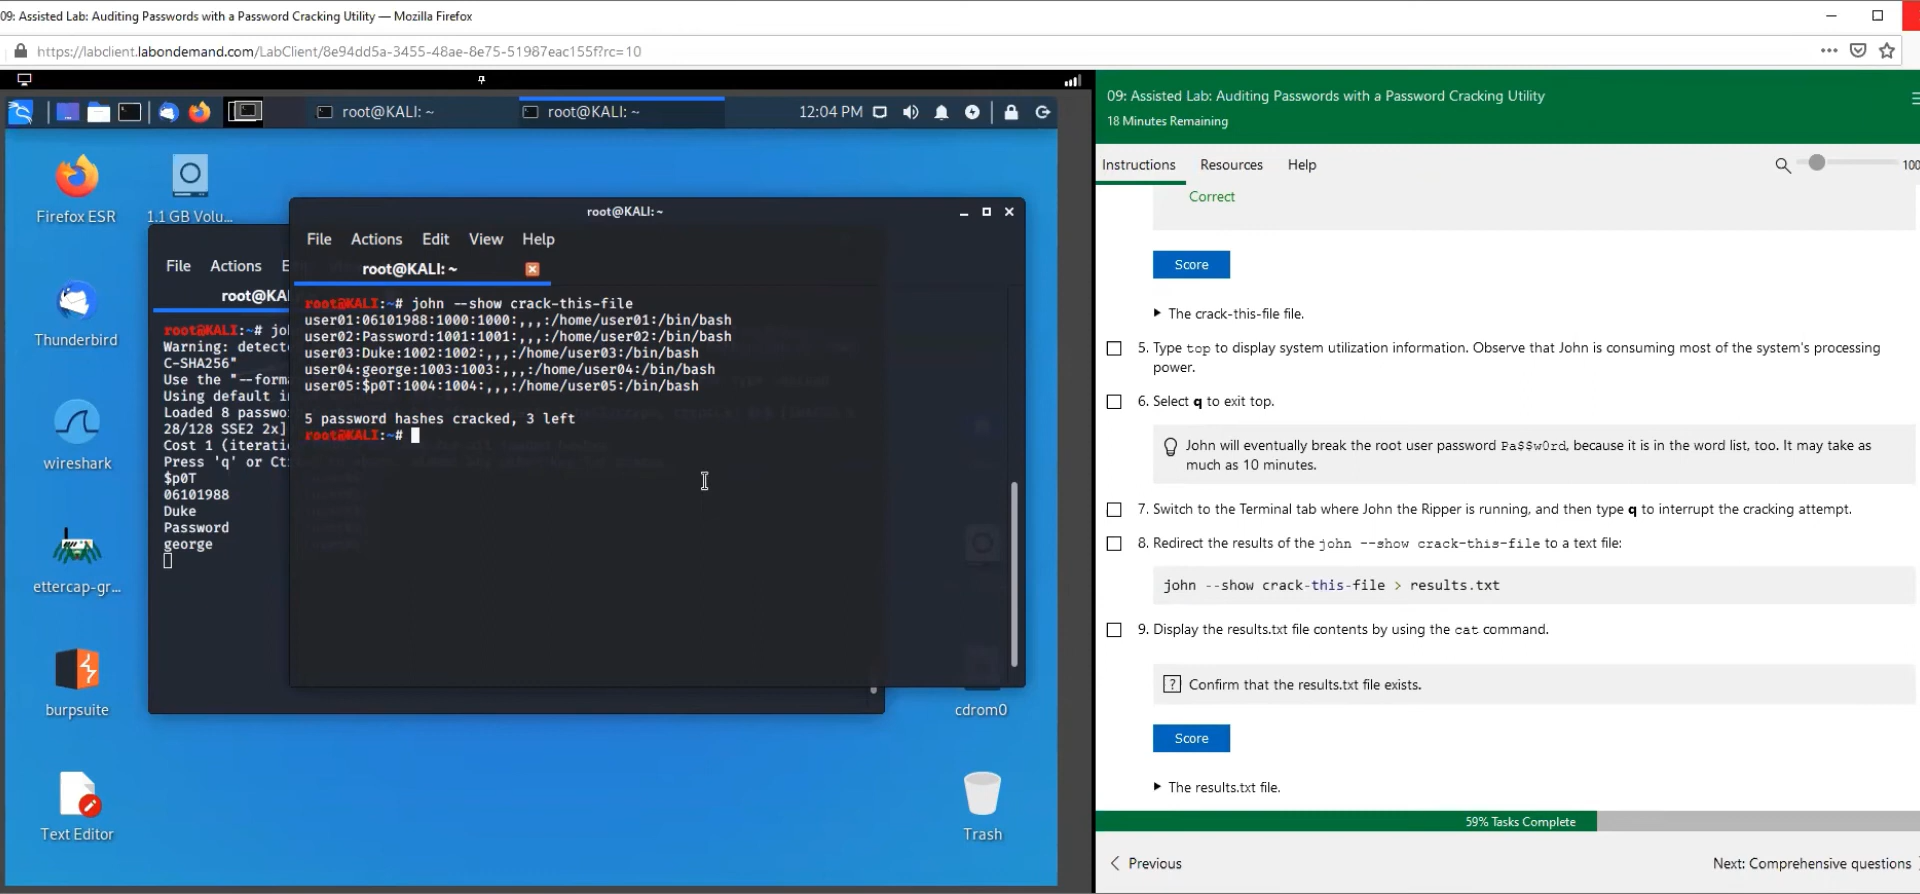 09: Assisted Lab: Auditing Passwords with a Password Cracking Utility — Mozilla Firefox
https://labclient.labondemand.com/LabClient/8e94dd5a-3455-48ae-8e75-51987eac155f?rc=10
root@KALI: ~
root@KALI: ~
12:04 PM
Firefox ESR
1.1 GB Volu...
Thunderbird
wireshark
ettercap-gr...
burpsuite
Text Editor
cdrom0
Trash
File Actions
root@KA
root@KALI:~# jo
Warning: detect
C-SHA256"
Use the "--form
Using default in
Loaded 8 passwo
28/128 SSE2 2x]
Cost 1 (iterati
Press 'q' or Ct
$p0T
06101988
Duke
Password
george
root@KALI:~
File Actions Edit View Help
root@KALI: ~
root@KALI:~# john --show crack-this-file
user01:06101988:1000:1000:,,,:/home/user01:/bin/bash
user02:Password:1001:1001:,,,:/home/user02:/bin/bash
user03:Duke:1002:1002:,,,:/home/user03:/bin/bash
user04:george:1003:1003:,,,:/home/user04:/bin/bash
user05:$p0T:1004:1004:,,,:/home/user05:/bin/bash
5 password hashes cracked, 3 left
root@KALI:~#
09: Assisted Lab: Auditing Passwords with a Password Cracking Utility
18 Minutes Remaining
Instructions Resources Help
100
Correct
Score
The crack-this-file file.
5. Type top to display system utilization information. Observe that John is consuming most of the system's processing
power.
6. Select q to exit top.
John will eventually break the root user password Pa$$w0rd, because it is in the word list, too. It may take as
much as 10 minutes.
7. Switch to the Terminal tab where John the Ripper is running, and then type q to interrupt the cracking attempt.
8. Redirect the results of the john --show crack-this-file to a text file:
john --show crack-this-file > results.txt
9. Display the results.txt file contents by using the cat command.
Confirm that the results.txt file exists.
Score
The results.txt file.
59% Tasks Complete
Previous
Next: Comprehensive questions